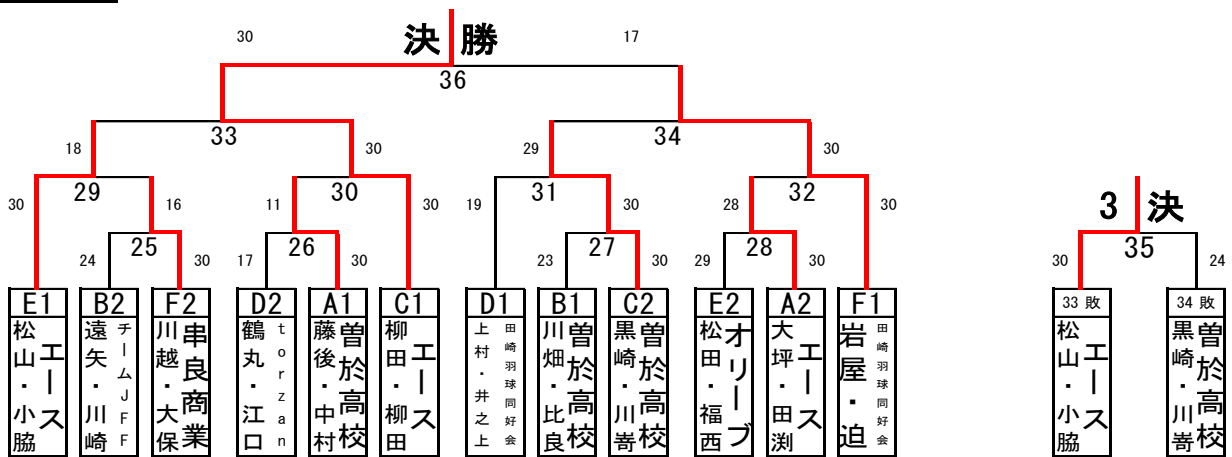 30 決勝 17
36
33 34
18 30 29 30
29 30 31 32
30 16 11 30 19 30 28 30
3 決
25 26 27 28 35
24 30 17 30 23 30 29 30 30 24
E1 B2 F2 D2 A1 C1 D1 B1 C2 E2 A2 F1 33敗 34敗
松山・小脇 エース
遠矢・川崎 チームJFF
川越・大保 串良商業
鶴丸・江口 torzan
藤後・中村 曽於高校
柳田・柳田 エース
上村・井之上 田崎羽球同好会
川畑・比良 曽於高校
黒崎・川嵜 曽於高校
松田・福西 オリーブ
大坪・田渕 エース
岩屋・迫 田崎羽球同好会
松山・小脇 エース
黒崎・川嵜 曽於高校